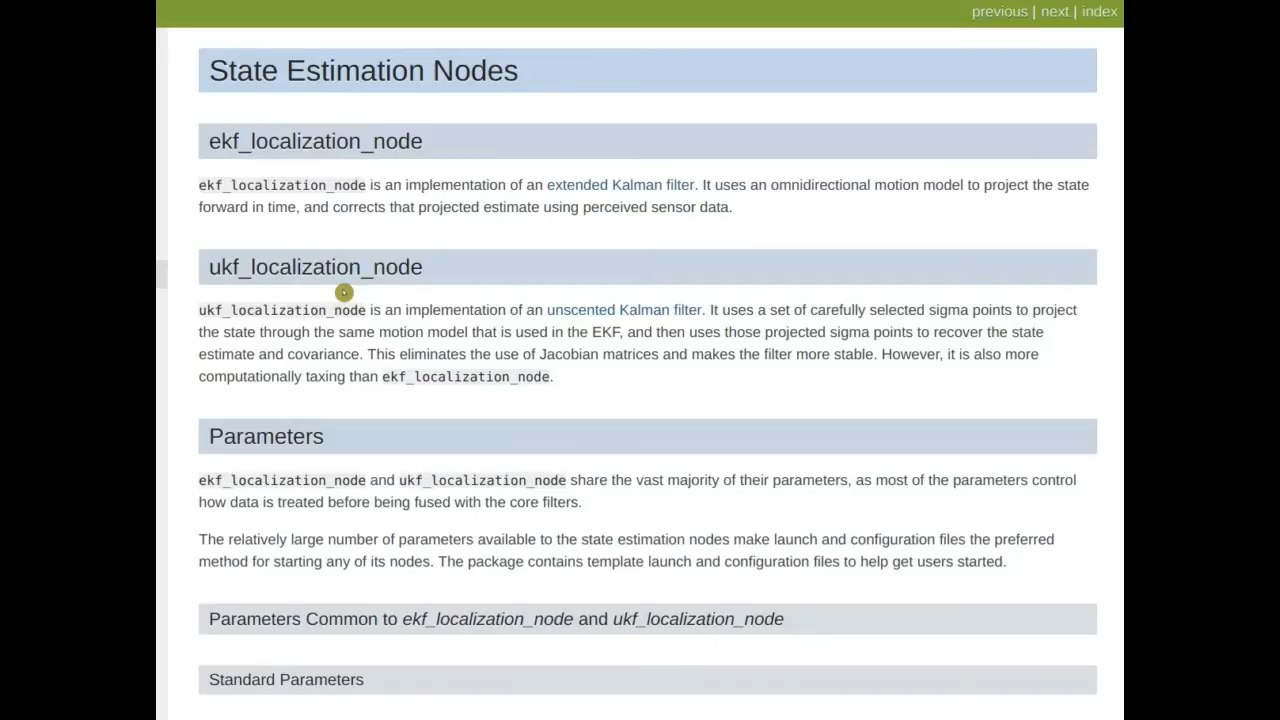 previous | next | index
State Estimation Nodes
ekf_localization_node
ekf_localization_node is an implementation of an extended Kalman filter. It uses an omnidirectional motion model to project the state
forward in time, and corrects that projected estimate using perceived sensor data.
ukf_localization_node
ukf_localization_node is an implementation of an unscented Kalman filter. It uses a set of carefully selected sigma points to project
the state through the same motion model that is used in the EKF, and then uses those projected sigma points to recover the state
estimate and covariance. This eliminates the use of Jacobian matrices and makes the filter more stable. However, it is also more
computationally taxing than ekf_localization_node.
Parameters
ekf_localization_node and ukf_localization_node share the vast majority of their parameters, as most of the parameters control
how data is treated before being fused with the core filters.
The relatively large number of parameters available to the state estimation nodes make launch and configuration files the preferred
method for starting any of its nodes. The package contains template launch and configuration files to help get users started.
Parameters Common to ekf_localization_node and ukf_localization_node
Standard Parameters